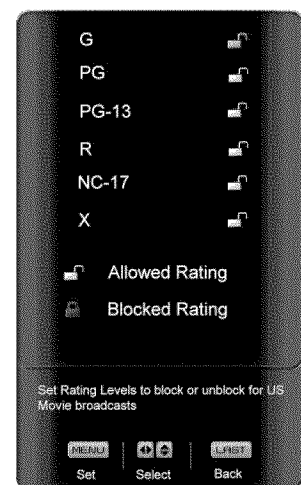 G
PG
PG-13
R
NC-17
X
Allowed Rating
Blocked Rating
Set Rating Levels to block or unblock for US
Movie broadcasts
MENU LAST
Set Select Back